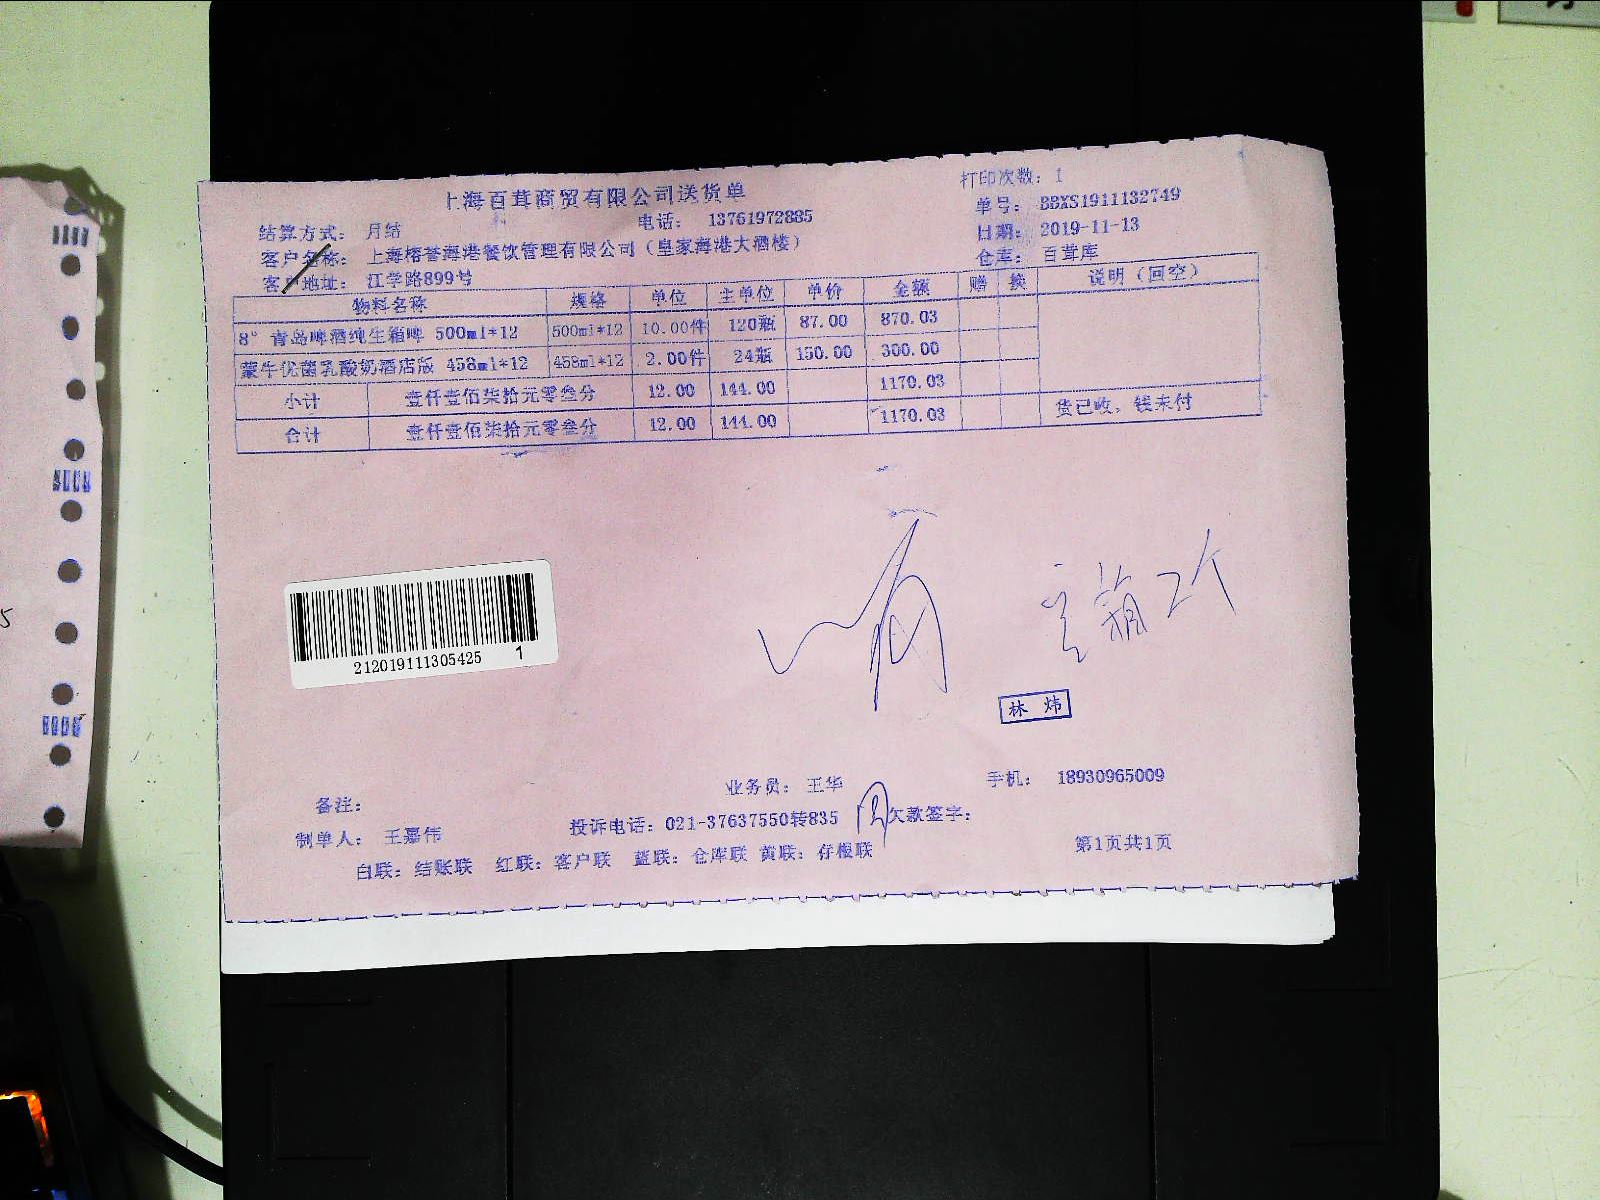 上海百茸商贸有限公司送货单
打印次数：1
结算方式：月结
电话：13761972885
单号：BBXS1911132749
客户名称：上海榕誉海港餐饮管理有限公司（皇家海港大酒楼）
日期：2019-11-13
客户地址：江学路899号
仓库：百茸库
物料名称 规格 单位 主单位 单价 金额 赠 换 说明（回空）
8° 青岛啤酒纯生箱啤 500ml*12 500ml*12 10.00件 120瓶 87.00 870.03
蒙牛优菌乳酸奶酒店版 458ml*12 458ml*12 2.00件 24瓶 150.00 300.00
小计 壹仟壹佰柒拾元零叁分 12.00 144.00 1170.03
合计 壹仟壹佰柒拾元零叁分 12.00 144.00 1170.03 货已收，钱未付
212019111305425 1
箱2个
林 炜
备注：
业务员：王华
手机：18930965009
制单人：王嘉伟
投诉电话：021-37637550转835
欠款签字：
白联：结账联 红联：客户联 蓝联：仓库联 黄联：存根联
第1页共1页